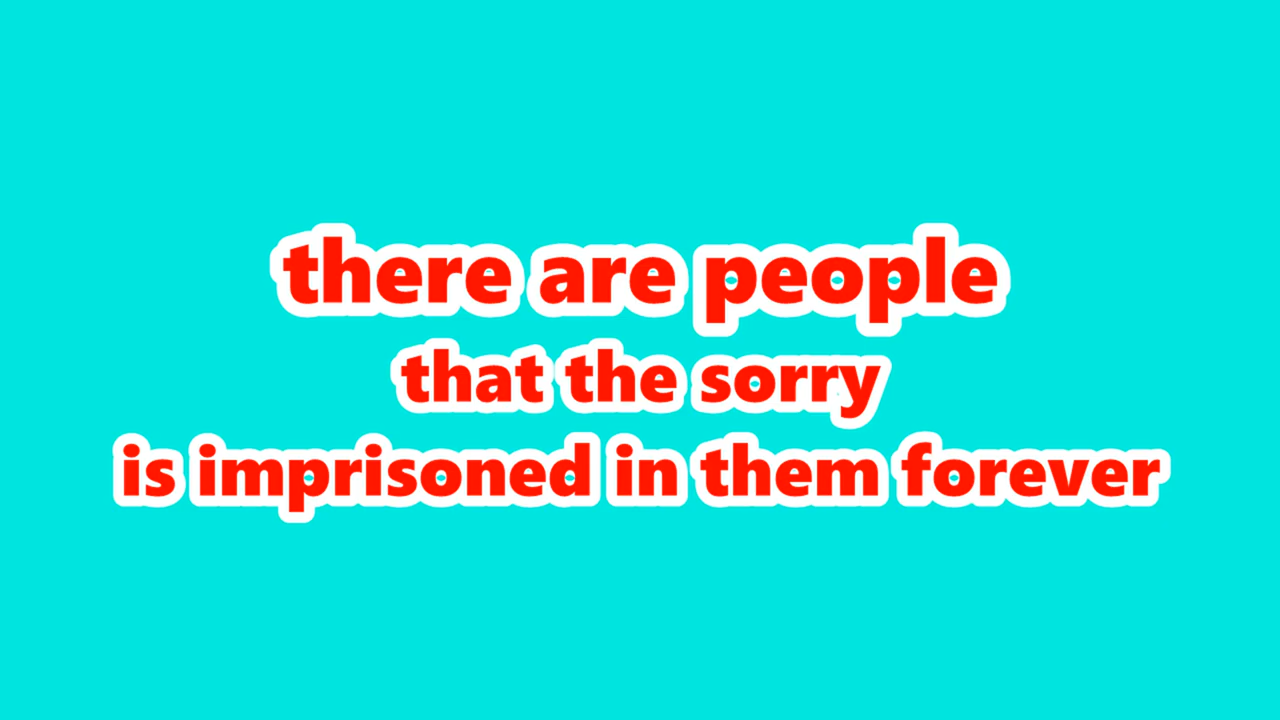 there are people
that the sorry
is imprisoned in them forever